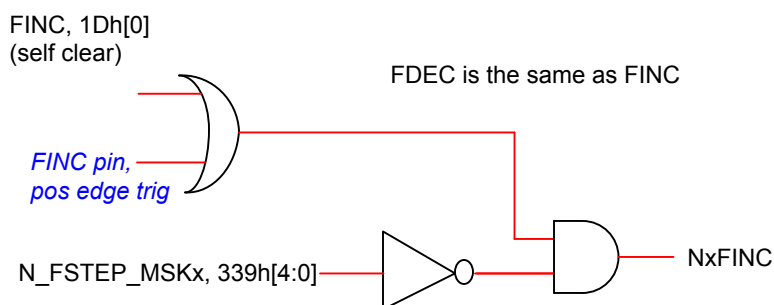 FINC, 1Dh[0]
(self clear)
FDEC is the same as FINC
FINC pin,
pos edge trig
N_FSTEP_MSKx, 339h[4:0]
NxFINC